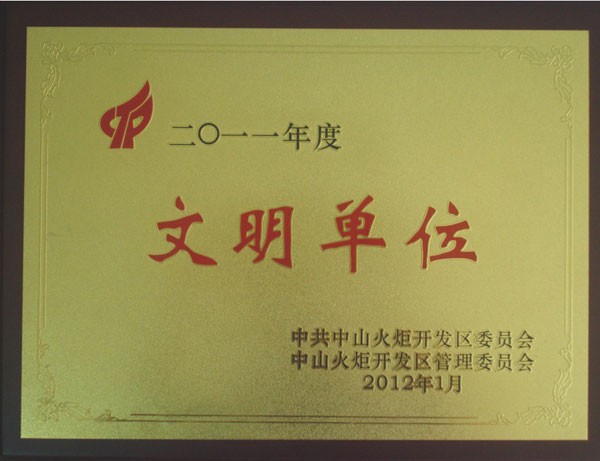 二〇一一年度
文明单位
中共中山火炬开发区委员会
中山火炬开发区管理委员会
2012年1月